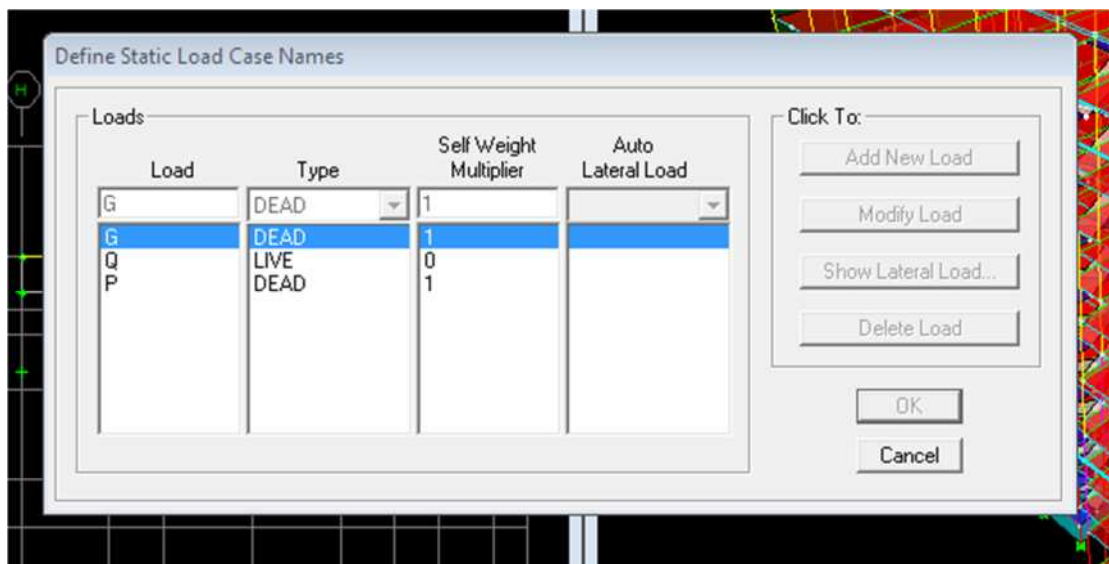 Define Static Load Case Names
H
Loads
Click To:
Load Type Self Weight Multiplier Auto Lateral Load
G DEAD 1
G DEAD 1
Q LIVE 0
P DEAD 1
Add New Load
Modify Load
Show Lateral Load...
Delete Load
OK
Cancel